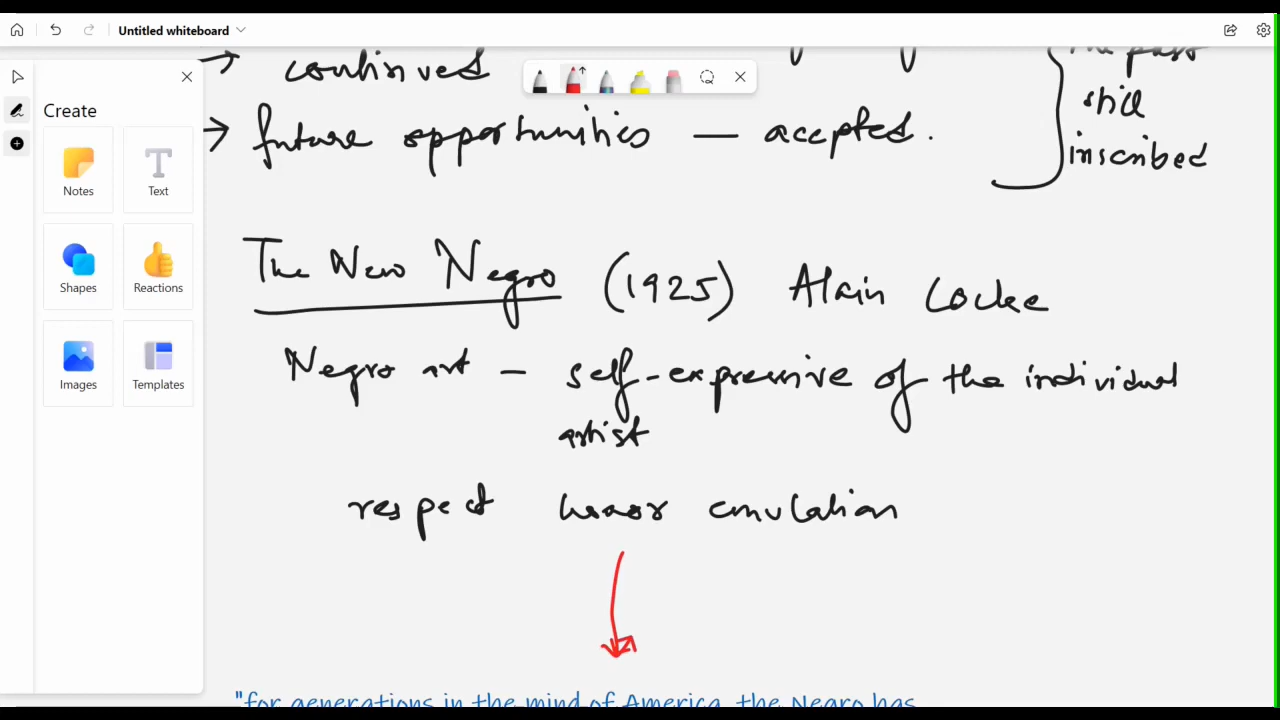 Untitled whiteboard
Create
Notes
Text
Shapes
Reactions
Images
Templates
→ continued
still
inscribed
→ future opportunities — accepted.
The New Negro (1925) Alain Locke
Negro art - self-expressive of the individual
artist
respect honor emulation
"for generations in the mind of America, the Negro has